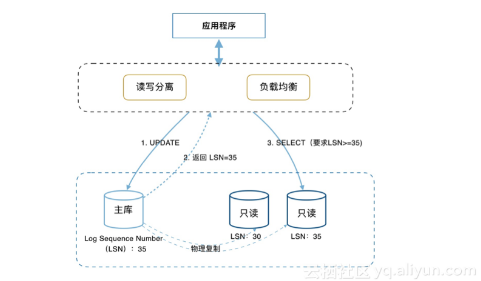 应用程序
读写分离
负载均衡
1. UPDATE
2. 返回 LSN=35
3. SELECT（要求LSN>=35)
主库
只读
只读
LSN：30
LSN：35
Log Sequence Number
（LSN）: 35
物理复制
云栖社区 yq.aliyun.com